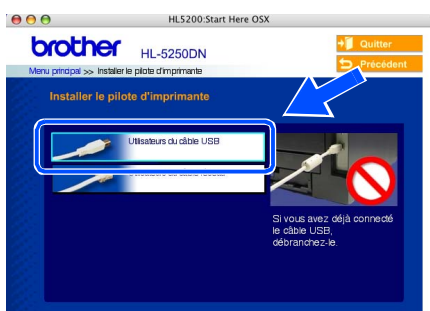 HL5200:Start Here OSX
brother
HL-5250DN
Quitter
Précédent
Menu principal >> Installer le pilote d'imprimante
Installer le pilote d'imprimante
Utilisateurs du câble USB
Si vous avez déjà connecté
le câble USB,
débranchez-le.